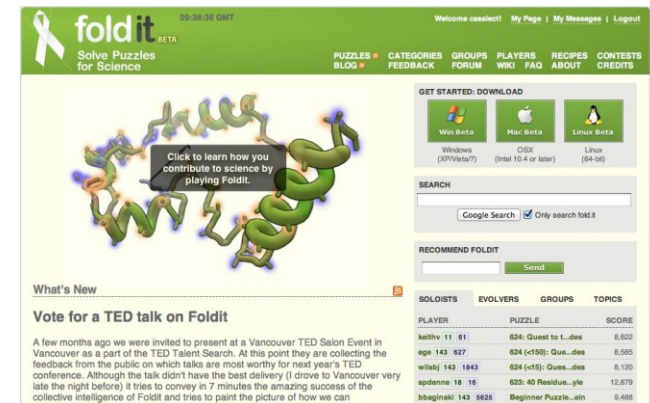 foldit BETA
Solve Puzzles
for Science
09:38:36 GMT
Welcome casalect! My Page | My Messages | Logout
PUZZLES CATEGORIES GROUPS PLAYERS RECIPES CONTESTS
BLOG FEEDBACK FORUM WIKI FAQ ABOUT CREDITS
Click to learn how you
contribute to science by
playing Foldit.
What's New
Vote for a TED talk on Foldit
A few months ago we were invited to present at a Vancouver TED Salon Event in
Vancouver as a part of the TED Talent Search. At this point they are collecting the
feedback from the public on which talks are most worthy for next year's TED
conference. Although the talk didn't have the best delivery (I drove to Vancouver very
late the night before) it tries to convey in 7 minutes the amazing success of the
collective intelligence of Foldit and tries to paint the picture of how we can
GET STARTED: DOWNLOAD
Win Beta Mac Beta Linux Beta
Windows OSX Linux
(XP/Vista/7) (Intel 10.4 or later) (64-bit)
SEARCH
Google Search Only search fold.it
RECOMMEND FOLDIT
Send
SOLOISTS EVOLVERS GROUPS TOPICS
PLAYER PUZZLE SCORE
keithv 11 61 624: Quest to t...des 8,622
ege 143 627 624 (<150): Que...des 8,585
wilsbj 143 1843 624 (<15): Ques...des 8,120
spdenne 18 16 623: 40 Residue...yle 12,879
bbaginski 143 5625 Beginner Puzzle...ein 9,488